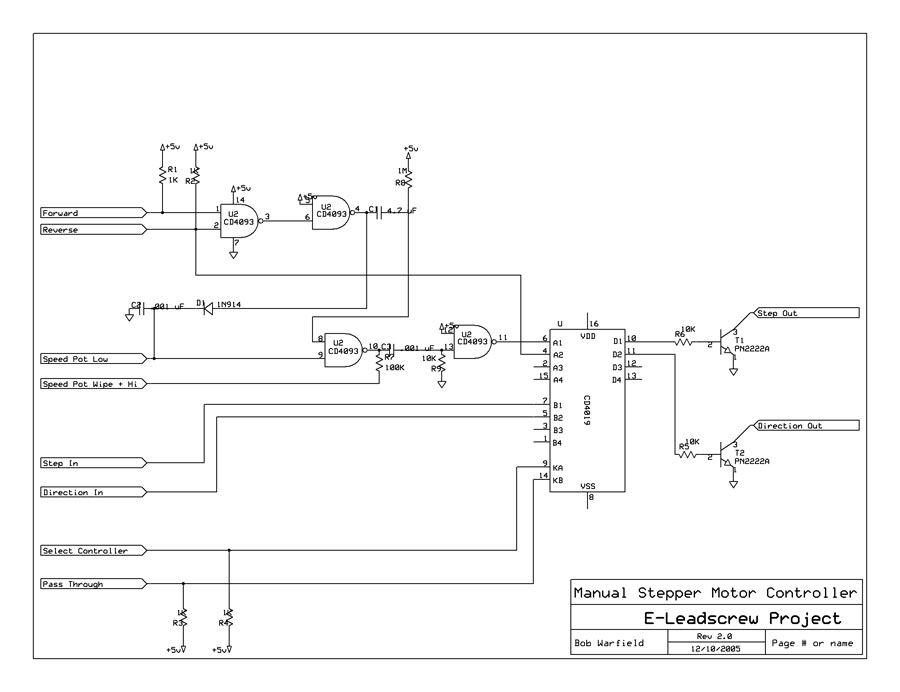 +5v +5v
R1 1K
1K R2
+5v
14
Forward
1
Reverse
2
U2
CD4093
3
7
+5v
5
6
U2
CD4093
4
C1 4.7 uF
+5v
1M
R8
C2 .001 uF
D1 1N914
Speed Pot Low
8
9
U2
CD4093
10
C3 .001 uF
R7
100K
10K
R9
+5v
12
13
U2
CD4093
11
Speed Pot Wipe + Hi
U
16
VDD
6 A1
4 A2
2 A3
15 A4
7 B1
5 B2
3 B3
1 B4
9 KA
14 KB
CD4019
D1 10
D2 11
D3 12
D4 13
VSS
8
10K
R6
2
3
1
T1
PN2222A
Step Out
10K
R5
2
3
1
T2
PN2222A
Direction Out
Step In
Direction In
Select Controller
Pass Through
1K
R3
+5v
1K
R4
+5v
Manual Stepper Motor Controller
E-Leadscrew Project
Bob Warfield
Rev 2.0
12/10/2005
Page # or name